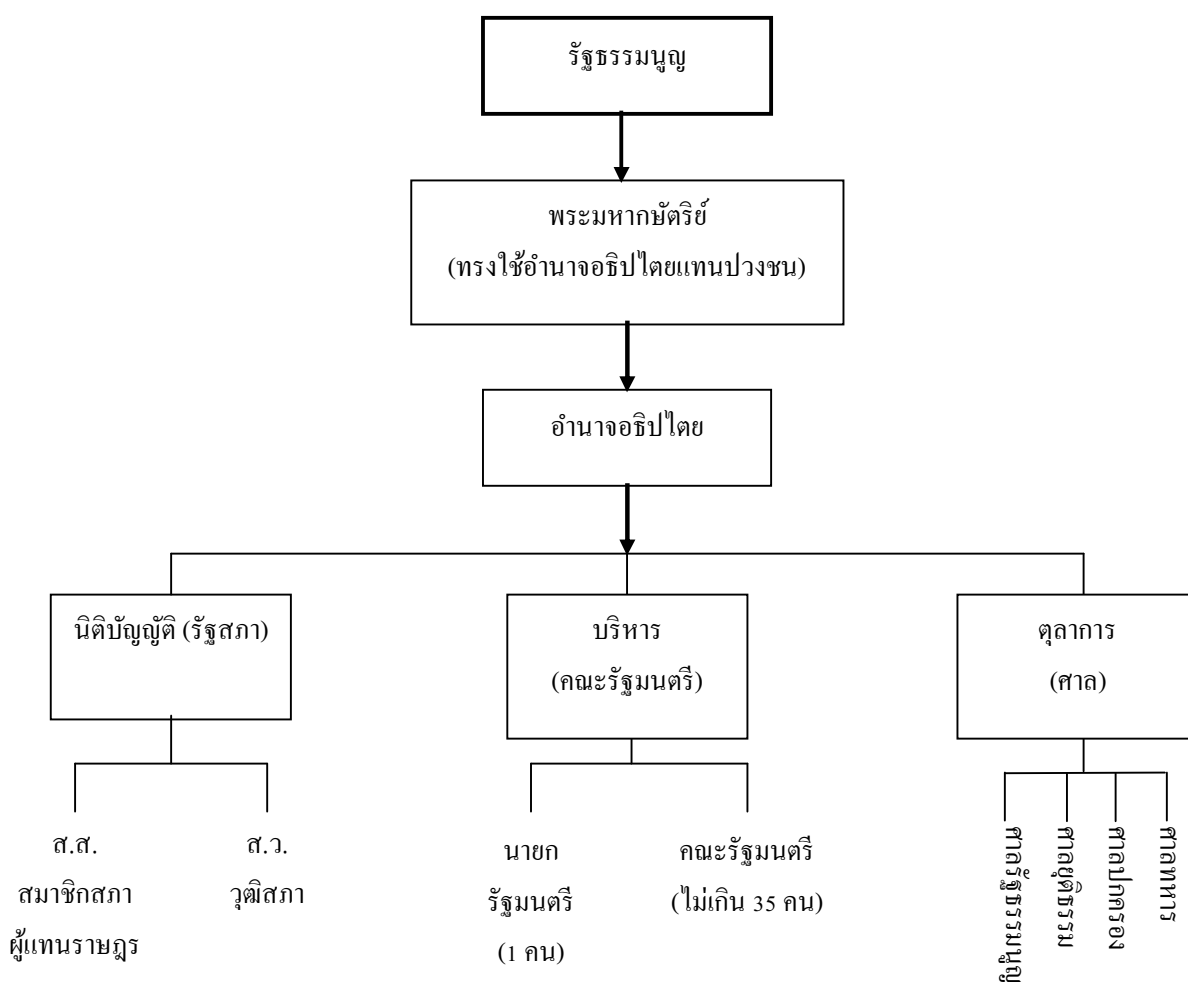 รัฐธรรมนูญ
พระมหากษัตริย์
(ทรงใช้อำนาจอธิปไตยแทนปวงชน)
อำนาจอธิปไตย
นิติบัญญัติ (รัฐสภา)
บริหาร
(คณะรัฐมนตรี)
ตุลาการ
(ศาล)
ส.ส.
สมาชิกสภา
ผู้แทนราษฎร
ส.ว.
วุฒิสภา
นายก
รัฐมนตรี
(1 คน)
คณะรัฐมนตรี
(ไม่เกิน 35 คน)
ศาลรัฐธรรมนูญ
ศาลยุติธรรม
ศาลปกครอง
ศาลทหาร